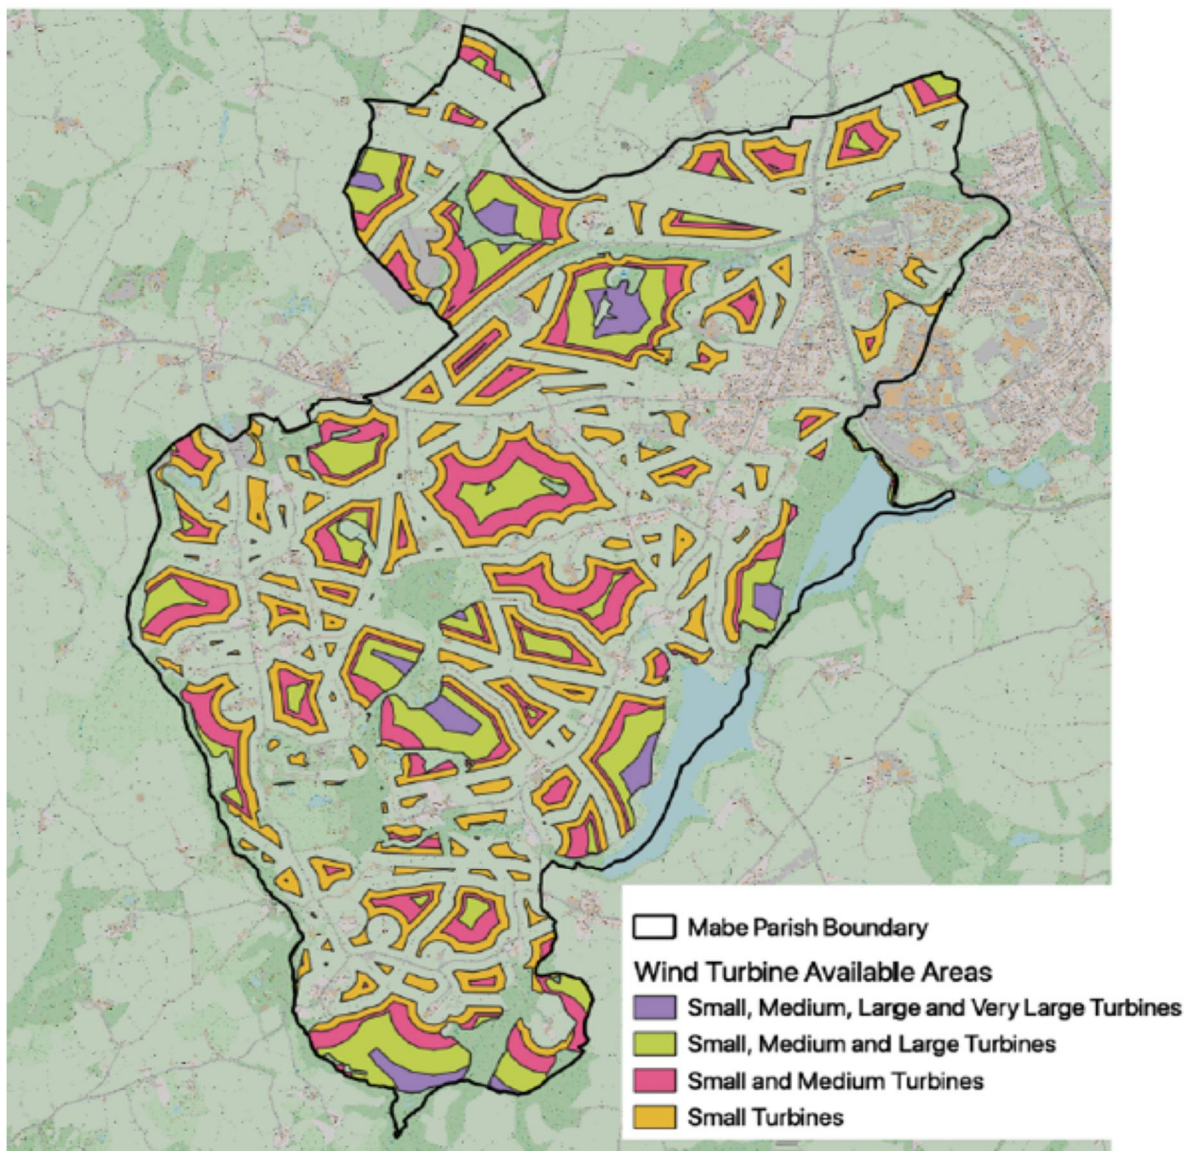 Mabe Parish Boundary
Wind Turbine Available Areas
Small, Medium, Large and Very Large Turbines
Small, Medium and Large Turbines
Small and Medium Turbines
Small Turbines